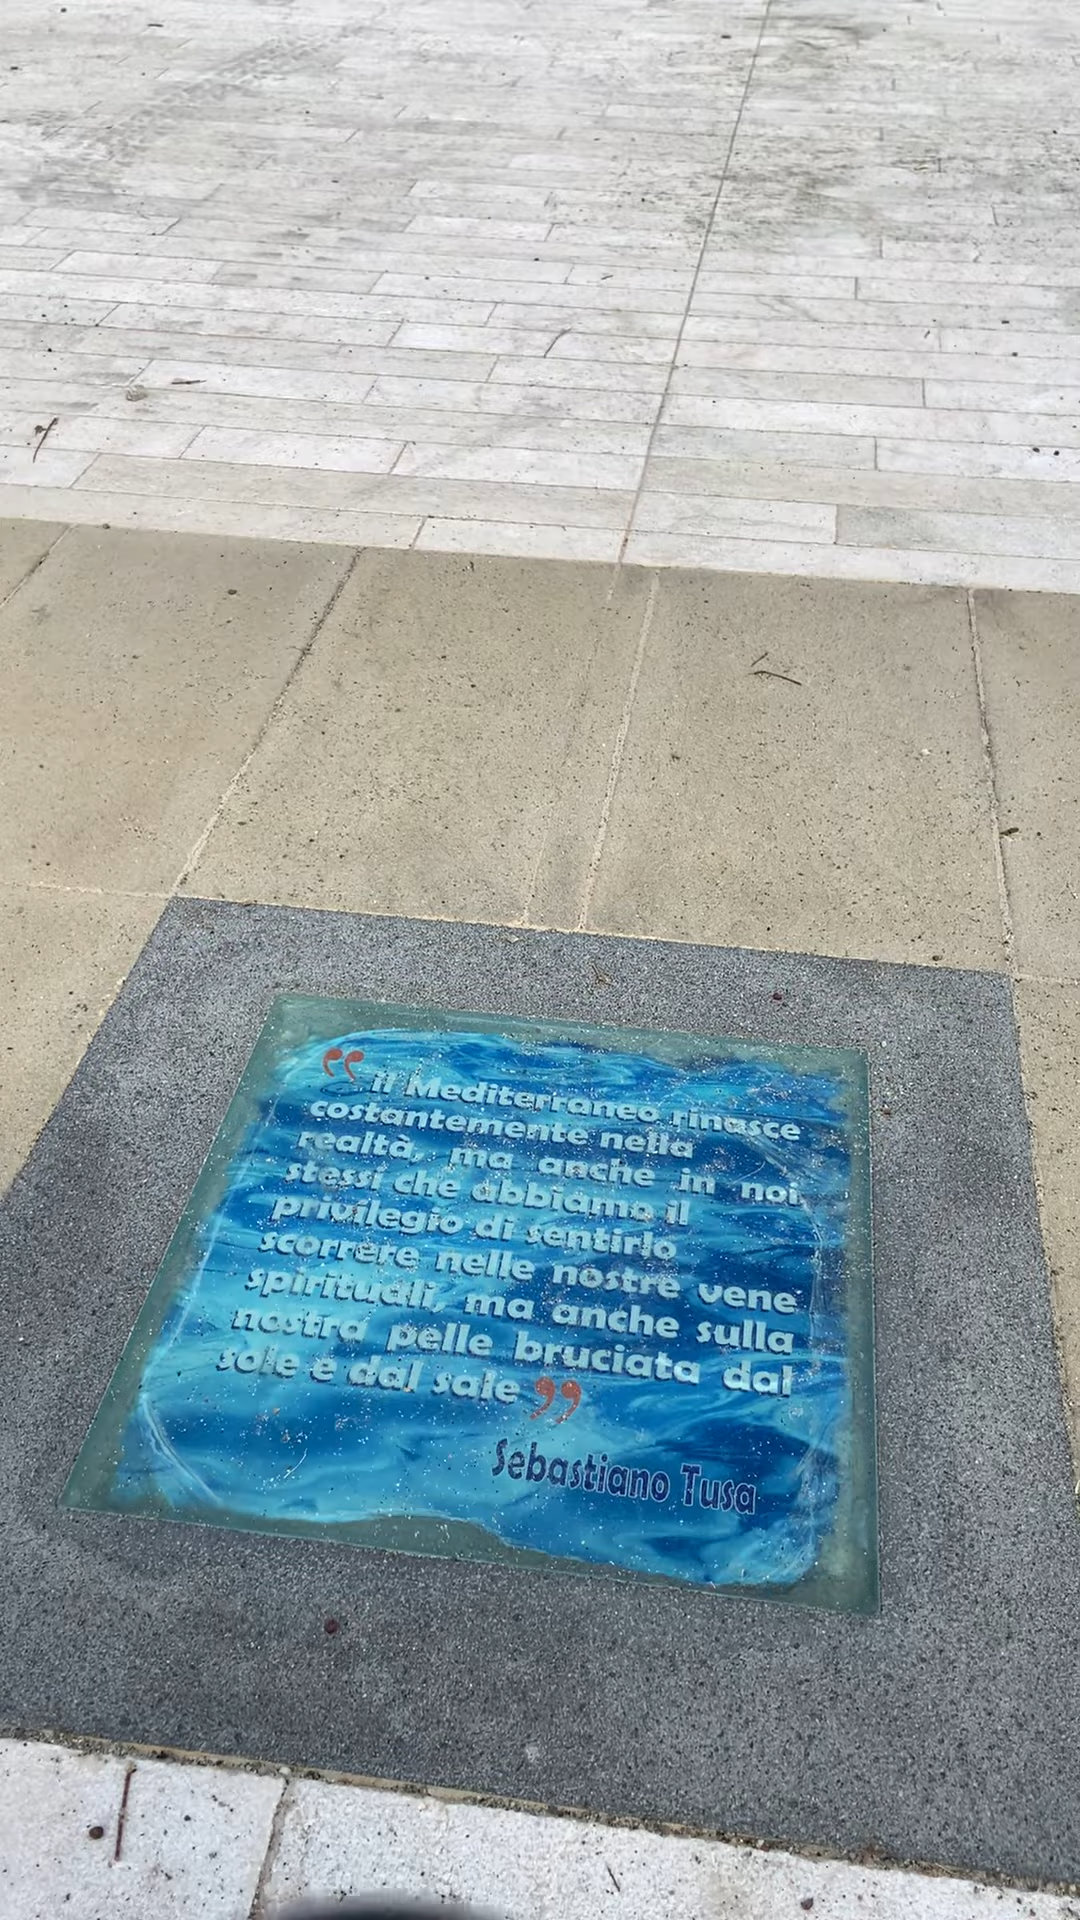 “il Mediterraneo rinasce
costantemente nella
realtà, ma anche in noi
stessi che abbiamo il
privilegio di sentirlo
scorrere nelle nostre vene
spirituali, ma anche sulla
nostra pelle bruciata dal
sole e dal sale”
Sebastiano Tusa